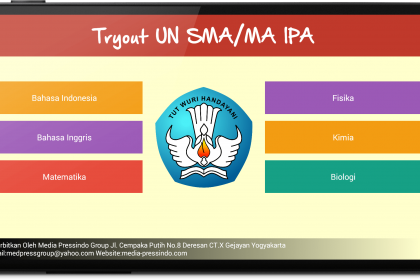 Tryout UN SMA/MA IPA
Bahasa Indonesia
Fisika
TUT WURI HANDAYANI
Bahasa Inggris
Kimia
Matematika
Biologi
rbitkan Oleh Media Pressindo Group Jl. Cempaka Putih No.8 Deresan CT.X Gejayan Yogyakarta
ail:medpressgroup@yahoo.com Website:media-pressindo.com